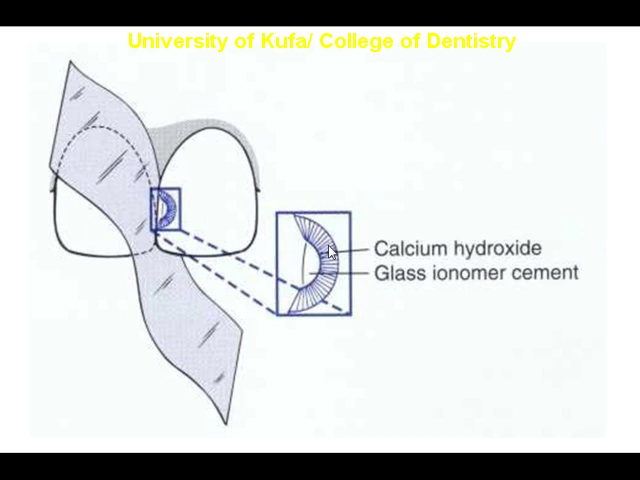 University of Kufa/ College of Dentistry
Calcium hydroxide
Glass ionomer cement